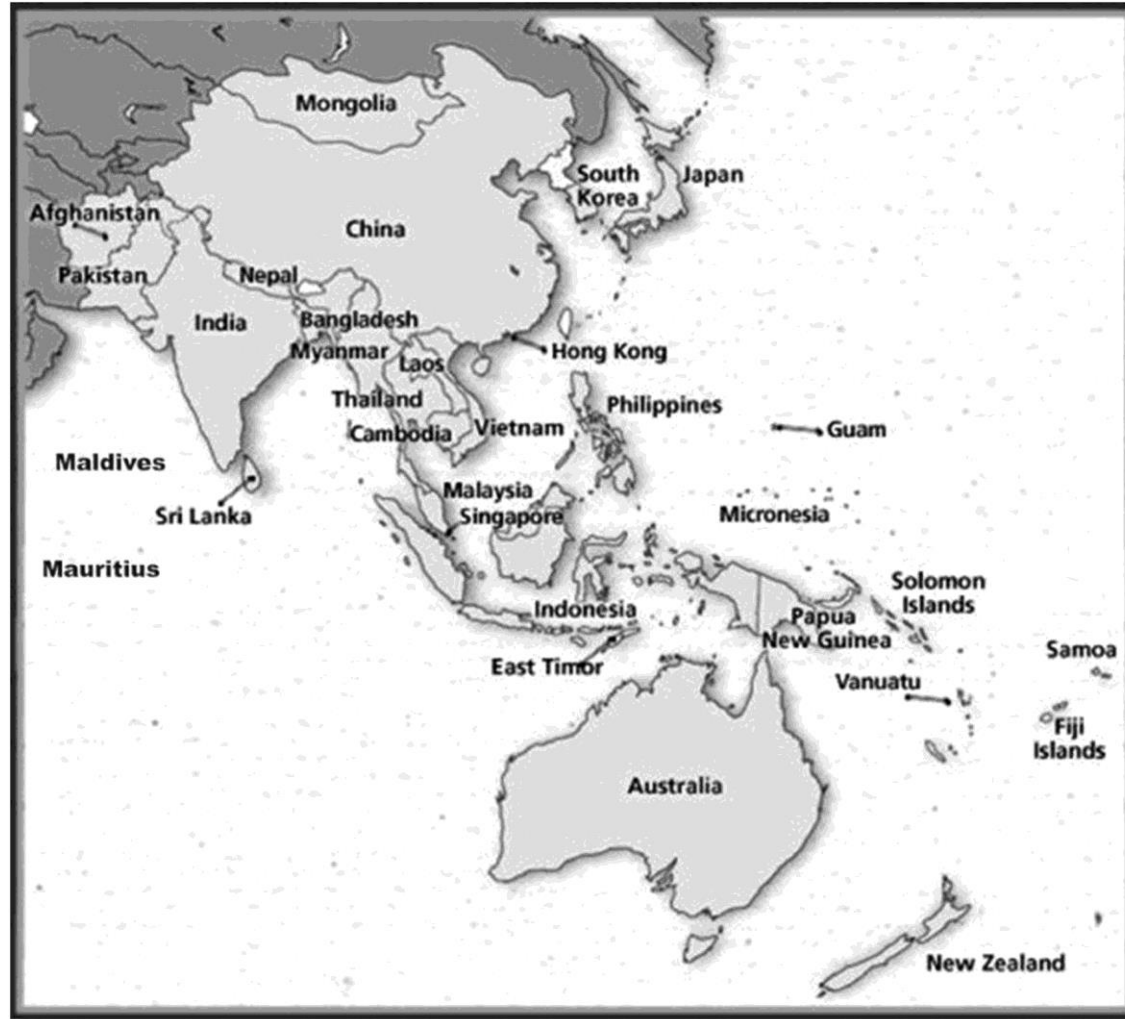 Mongolia
South
Korea
Japan
Afghanistan
China
Pakistan
Nepal
India
Bangladesh
Myanmar
Laos
Hong Kong
Thailand
Philippines
Cambodia
Vietnam
Guam
Maldives
Malaysia
Sri Lanka
Singapore
Micronesia
Mauritius
Solomon
Islands
Indonesia
Papua
New Guinea
East Timor
Samoa
Vanuatu
Fiji
Islands
Australia
New Zealand